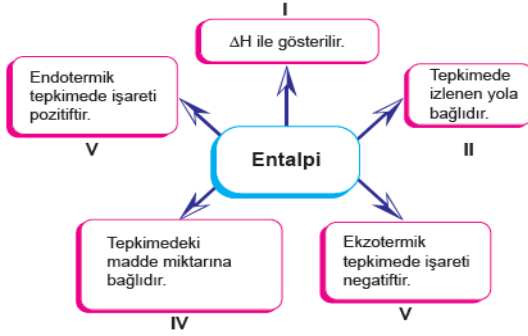 I
ΔH ile gösterilir.
Endotermik
tepkimede işareti
pozitiftir.
V
Tepkimede
izlenen yola
bağlıdır.
II
Entalpi
Tepkimedeki
madde miktarına
bağlıdır.
IV
Ekzotermik
tepkimede işareti
negatiftir.
V